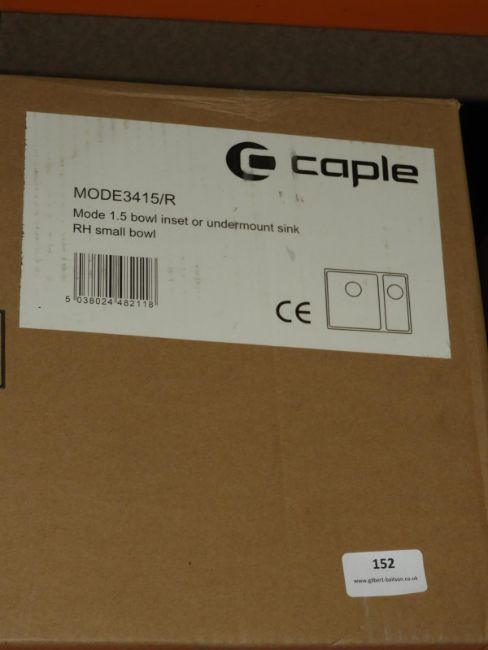 caple
MODE3415/R
Mode 1.5 bowl inset or undermount sink
RH small bowl
5 038024 482118
CE
152
www.gilbert-baitson.co.uk